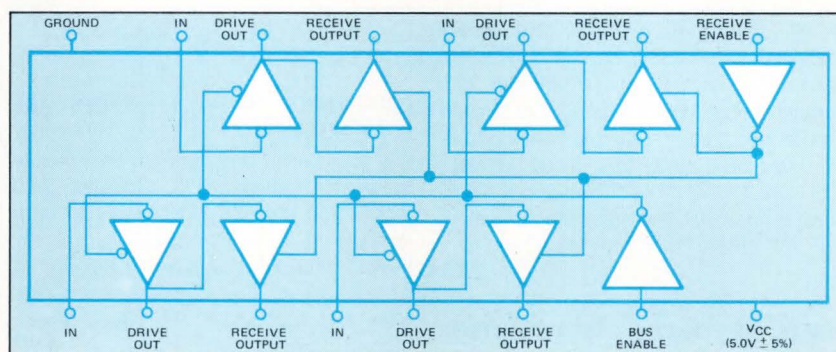 GROUND
IN
DRIVE
OUT
RECEIVE
OUTPUT
IN
DRIVE
OUT
RECEIVE
OUTPUT
RECEIVE
ENABLE
IN
DRIVE
OUT
RECEIVE
OUTPUT
IN
DRIVE
OUT
RECEIVE
OUTPUT
BUS
ENABLE
VCC
(5.0V ± 5%)